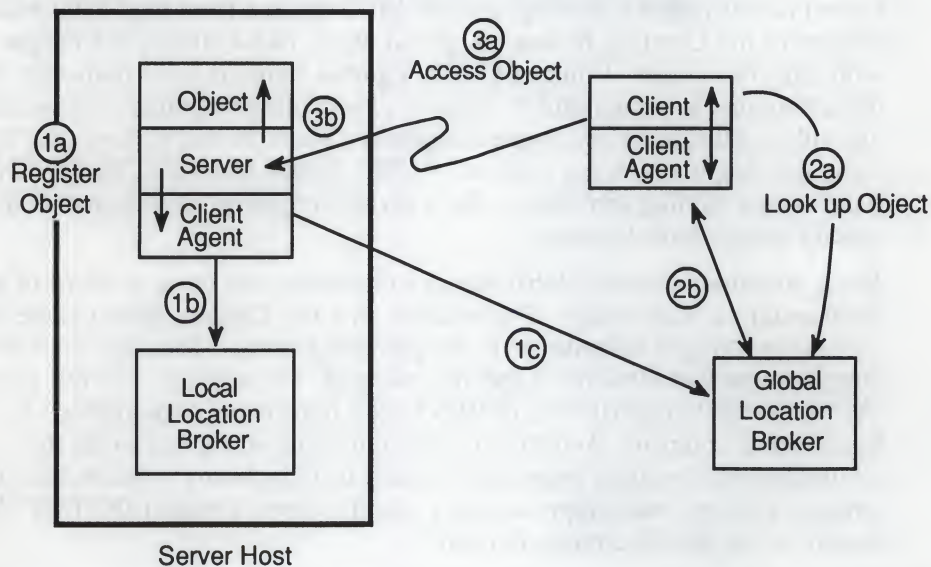 3a
Access Object
Object
3b
Client
1a
Register
Object
Server
Client
Agent
2a
Look up Object
Client
Agent
1b
2b
1c
Local
Location
Broker
Global
Location
Broker
Server Host